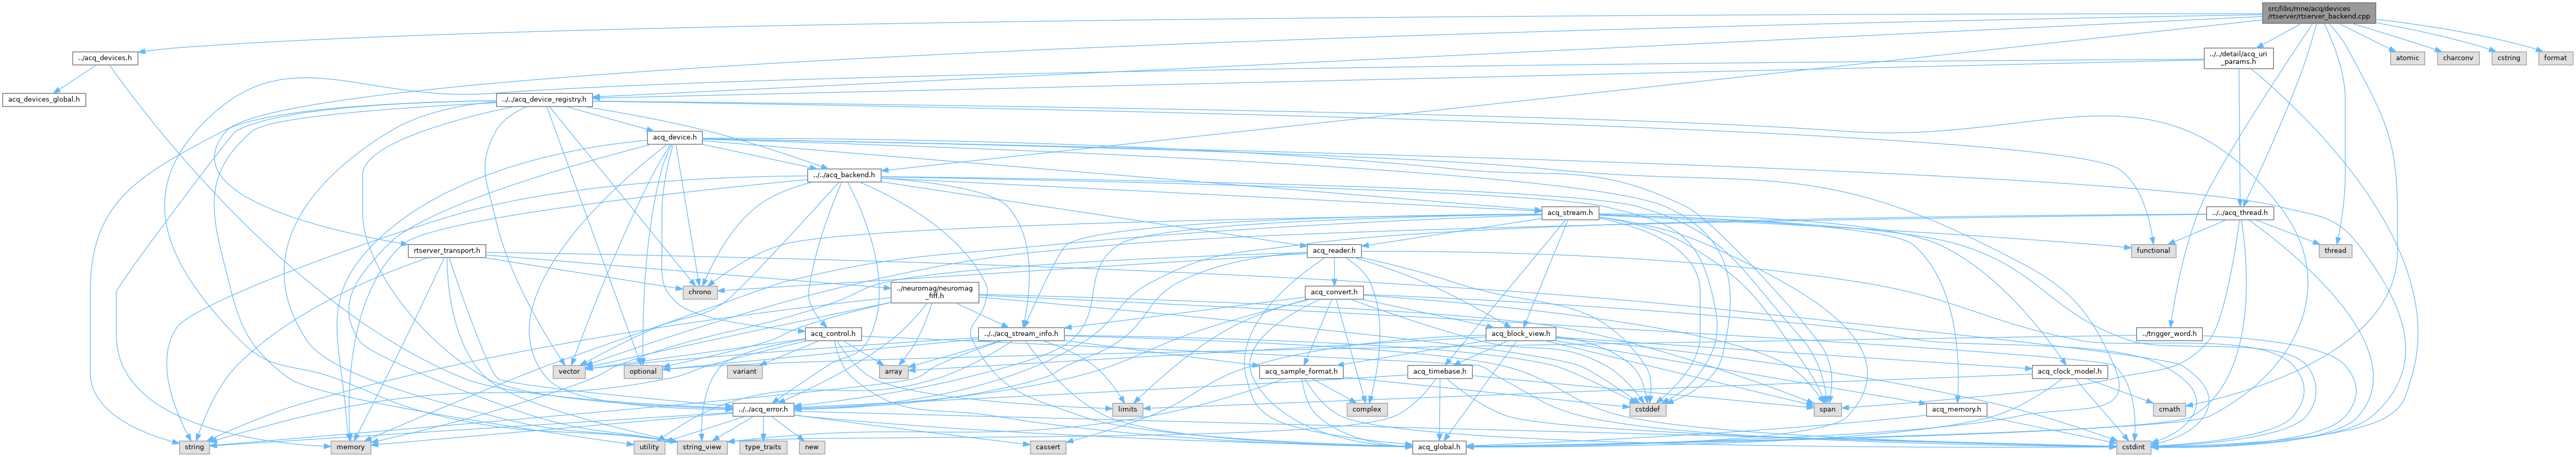 src/libs/mne/acq/devices
/rtserver/rtserver_backend.cpp
../acq_devices.h
../../detail/acq_uri
_params.h
atomic
charconv
cstring
format
acq_devices_global.h
../../acq_device_registry.h
acq_device.h
../../acq_backend.h
acq_stream.h
../../acq_thread.h
rtserver_transport.h
acq_reader.h
functional
thread
chrono
../neuromag/neuromag
_fiff.h
acq_convert.h
acq_control.h
../../acq_stream_info.h
acq_block_view.h
../trigger_word.h
vector
optional
variant
array
acq_sample_format.h
acq_timebase.h
acq_clock_model.h
../../acq_error.h
limits
complex
cstddef
span
acq_memory.h
cmath
string
memory
utility
string_view
type_traits
new
cassert
acq_global.h
cstdint